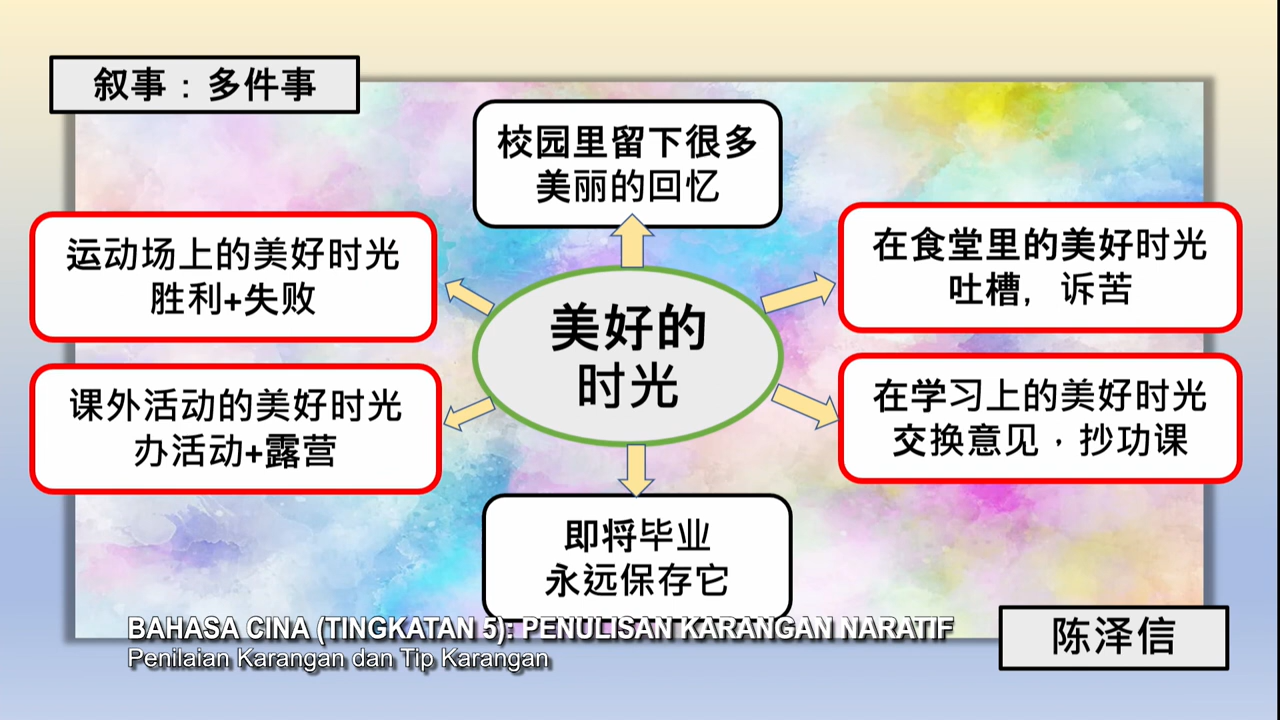 叙事：多件事
校园里留下很多
美丽的回忆
运动场上的美好时光
胜利+失败
在食堂里的美好时光
吐槽，诉苦
美好的
时光
课外活动的美好时光
办活动+露营
在学习上的美好时光
交换意见，抄功课
即将毕业
永远保存它
BAHASA CINA (TINGKATAN 5): PENULISAN KARANGAN NARATIF
Penilaian Karangan dan Tip Karangan
陈泽信